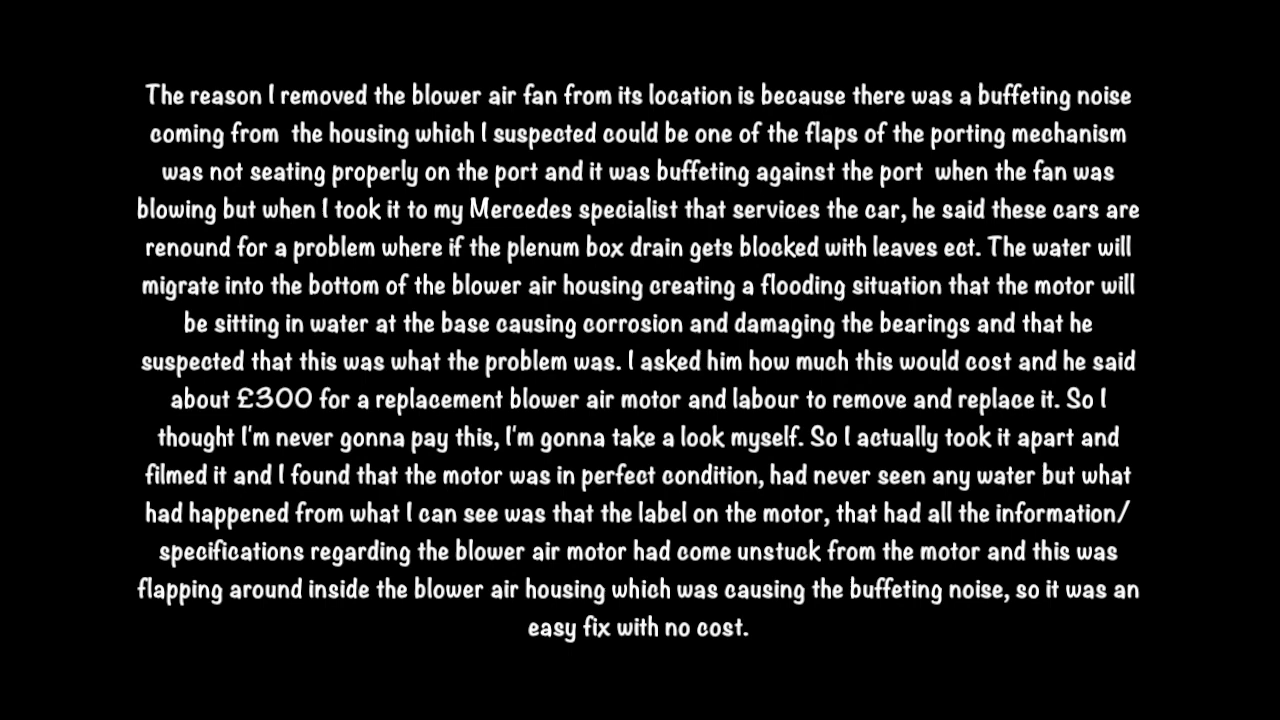 The reason I removed the blower air fan from its location is because there was a buffeting noise
coming from  the housing which I suspected could be one of the flaps of the porting mechanism
was not seating properly on the port and it was buffeting against the port  when the fan was
blowing but when I took it to my Mercedes specialist that services the car, he said these cars are
renound for a problem where if the plenum box drain gets blocked with leaves ect. The water will
migrate into the bottom of the blower air housing creating a flooding situation that the motor will
be sitting in water at the base causing corrosion and damaging the bearings and that he
suspected that this was what the problem was. I asked him how much this would cost and he said
about £300 for a replacement blower air motor and labour to remove and replace it. So I
thought I'm never gonna pay this, I'm gonna take a look myself. So I actually took it apart and
filmed it and I found that the motor was in perfect condition, had never seen any water but what
had happened from what I can see was that the label on the motor, that had all the information/
specifications regarding the blower air motor had come unstuck from the motor and this was
flapping around inside the blower air housing which was causing the buffeting noise, so it was an
easy fix with no cost.